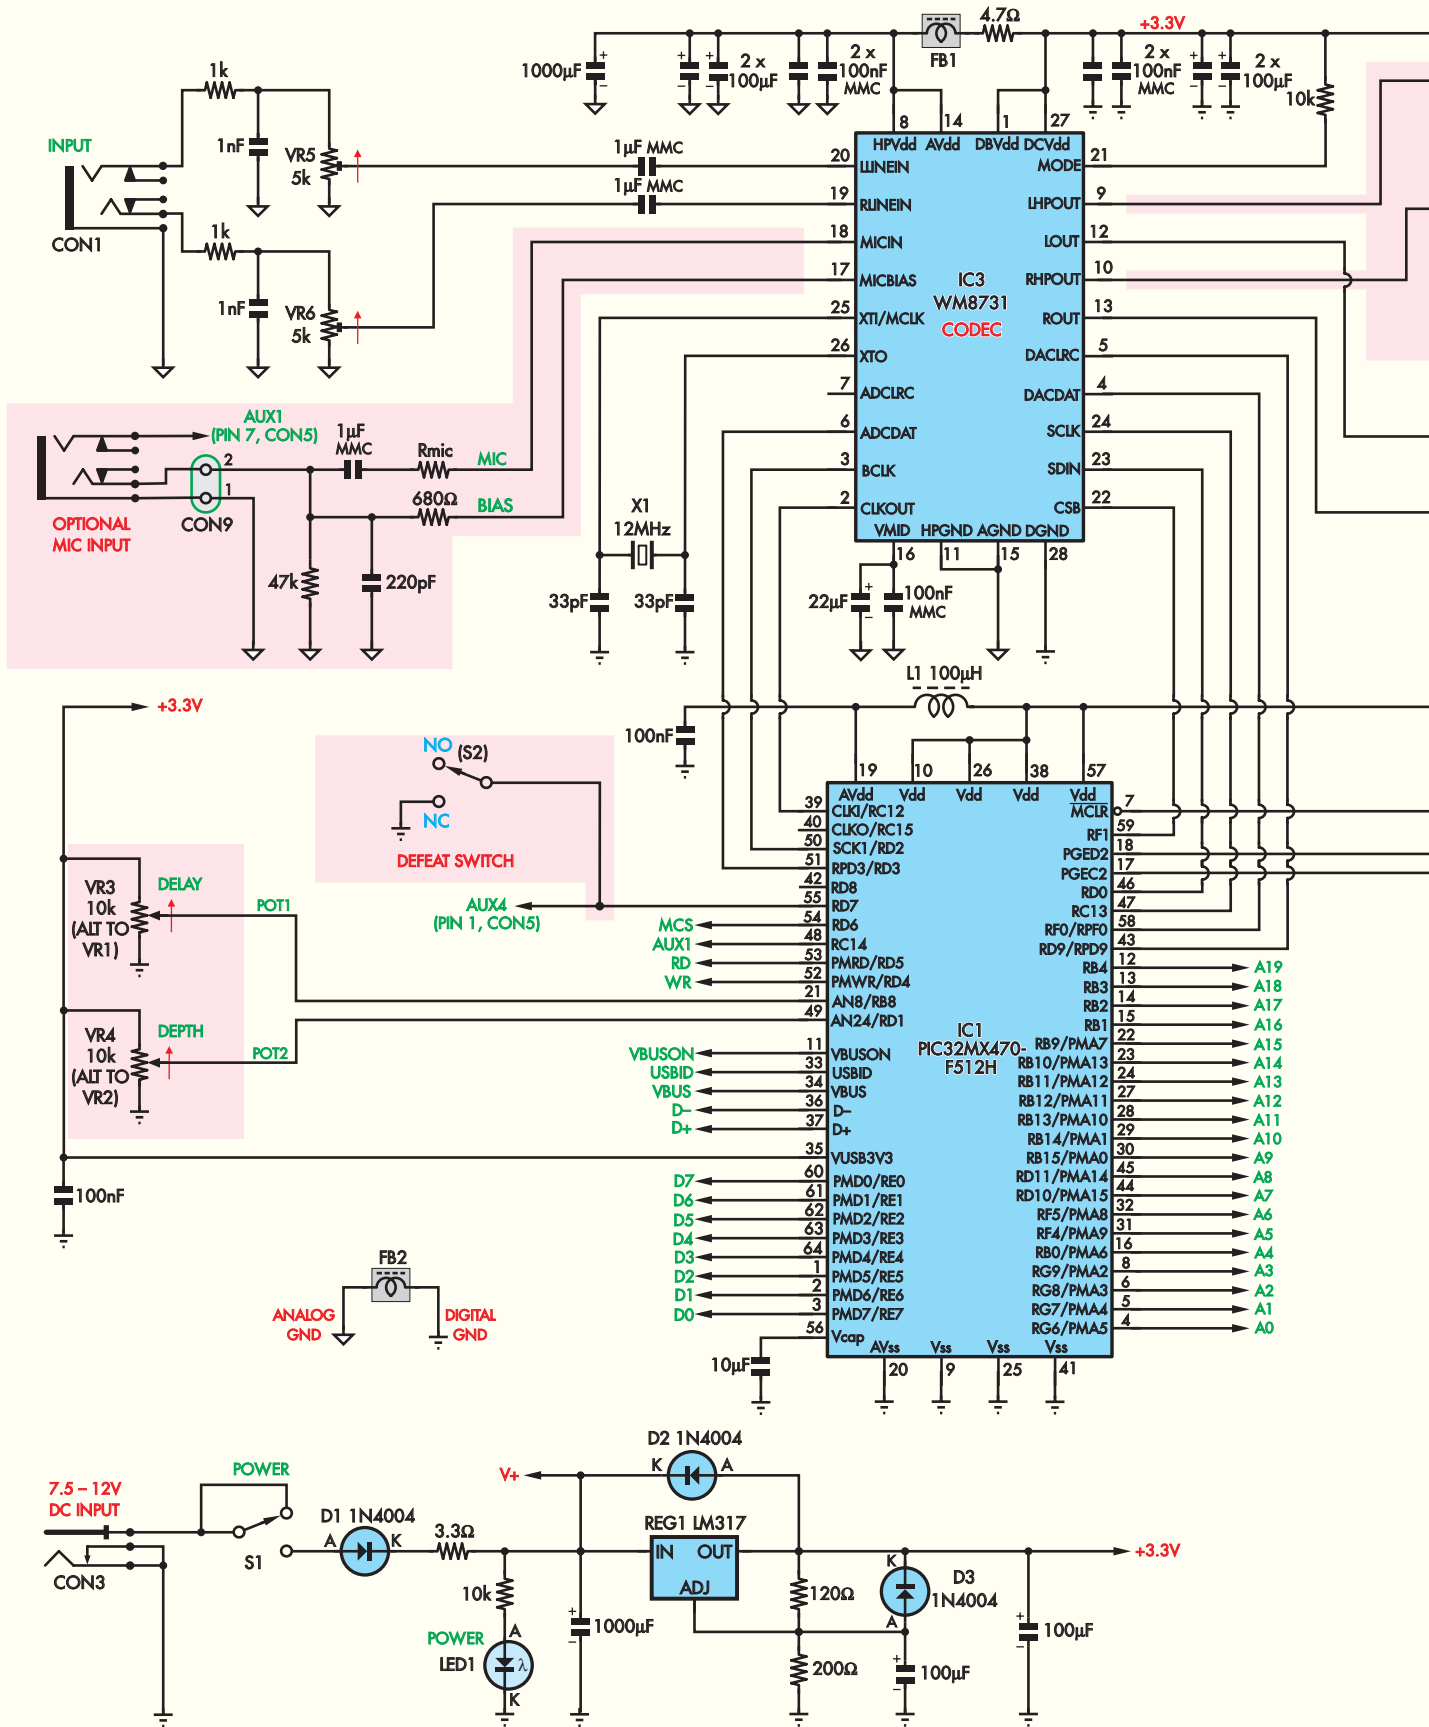 4.7Ω
+3.3V
FB1
1000µF
+
–
+
–
+
–
2 x
100µF
2 x
100nF
MMC
2 x
100nF
MMC
+
–
+
–
2 x
100µF
10k
1k
INPUT
1nF
VR5
5k
CON1
1k
1nF
VR6
5k
1µF MMC
1µF MMC
8
14
1
27
HPVdd
AVdd
DBVdd
DCVdd
20
LLINEIN
MODE
21
19
RLINEIN
LHPOUT
9
18
MICIN
LOUT
12
17
MICBIAS
RHPOUT
10
IC3
WM8731
CODEC
25
XTI/MCLK
ROUT
13
26
XTO
DACLRC
5
7
ADCLRC
DACDAT
4
6
ADCDAT
SCLK
24
3
BCLK
SDIN
23
2
CLKOUT
CSB
22
VMID
HPGND
AGND
DGND
16
11
15
28
AUX1
(PIN 7, CON5)
1µF
MMC
Rmic
MIC
2
1
680Ω
BIAS
CON9
OPTIONAL
MIC INPUT
47k
220pF
X1
12MHz
33pF
33pF
22µF
+
–
100nF
MMC
L1 100µH
+3.3V
100nF
NO
(S2)
NC
DEFEAT SWITCH
AUX4
(PIN 1, CON5)
19
10
26
38
57
AVdd
Vdd
Vdd
Vdd
Vdd
39
CLKI/RC12
MCLR
7
40
CLKO/RC15
RF1
59
50
SCK1/RD2
PGED2
18
51
RPD3/RD3
PGEC2
17
42
RD8
RD0
46
55
RD7
RC13
47
MCS
54
RD6
RF0/RPF0
58
AUX1
48
RC14
RD9/RPD9
43
RD
53
PMRD/RD5
RB4
12
A19
WR
52
PMWR/RD4
RB3
13
A18
21
AN8/RB8
RB2
14
A17
49
AN24/RD1
RB1
15
A16
IC1
PIC32MX470-
F512H
VBUSON
11
VBUSON
RB9/PMA7
22
A15
USBID
33
USBID
RB10/PMA13
23
A14
VBUS
34
VBUS
RB11/PMA12
24
A13
D–
36
D–
RB12/PMA11
27
A12
D+
37
D+
RB13/PMA10
28
A11
RB14/PMA1
29
A10
35
VUSB3V3
RB15/PMA0
30
A9
D7
60
PMD0/RE0
RD11/PMA14
45
A8
D6
61
PMD1/RE1
RD10/PMA15
44
A7
D5
62
PMD2/RE2
RF5/PMA8
32
A6
D4
63
PMD3/RE3
RF4/PMA9
31
A5
D3
64
PMD4/RE4
RB0/PMA6
16
A4
D2
1
PMD5/RE5
RG9/PMA2
8
A3
D1
2
PMD6/RE6
RG8/PMA3
6
A2
D0
3
PMD7/RE7
RG7/PMA4
5
A1
56
Vcap
RG6/PMA5
4
A0
AVss
Vss
Vss
Vss
20
9
25
41
10µF
VR3
10k
(ALT TO
VR1)
DELAY
POT1
VR4
10k
(ALT TO
VR2)
DEPTH
POT2
100nF
FB2
ANALOG
GND
DIGITAL
GND
7.5 – 12V
DC INPUT
CON3
POWER
S1
D1 1N4004
A
K
3.3Ω
10k
POWER
LED1
A
λ
K
V+
D2 1N4004
K
A
REG1 LM317
IN
OUT
ADJ
+
–
1000µF
120Ω
200Ω
K
D3
1N4004
A
+
–
100µF
+
–
100µF
+3.3V